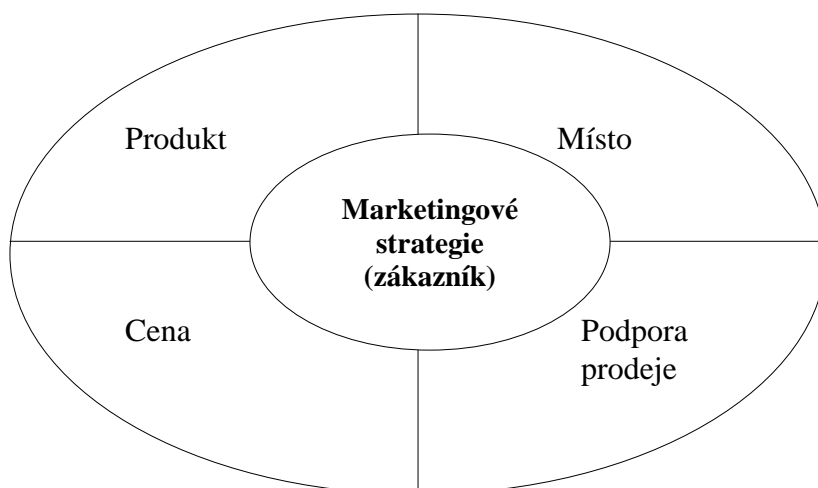 Produkt
Místo
Marketingové
strategie
(zákazník)
Cena
Podpora
prodeje